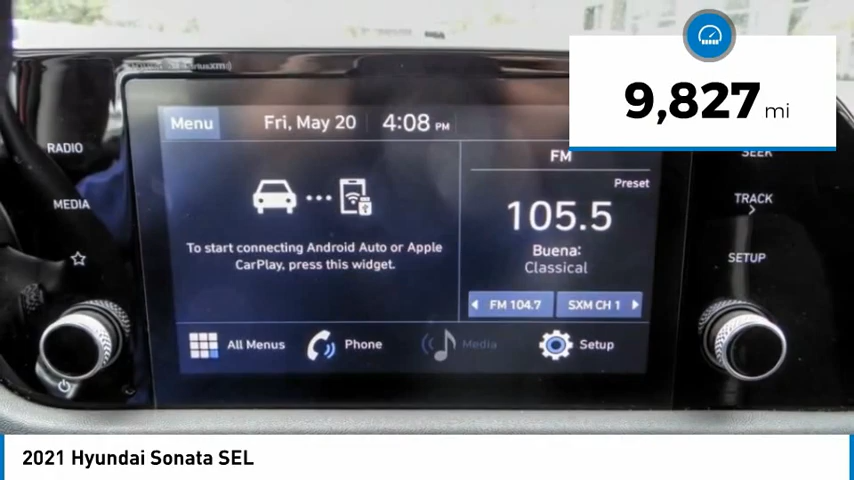 9,827 mi
SiriusXM
RADIO
MEDIA
Menu
Fri, May 20
4:08 PM
FM
Preset
105.5
Buena:
Classical
FM 104.7
SXM CH 1
To start connecting Android Auto or Apple
CarPlay, press this widget.
All Menus
Phone
Media
Setup
SEEK
TRACK
SETUP
2021 Hyundai Sonata SEL